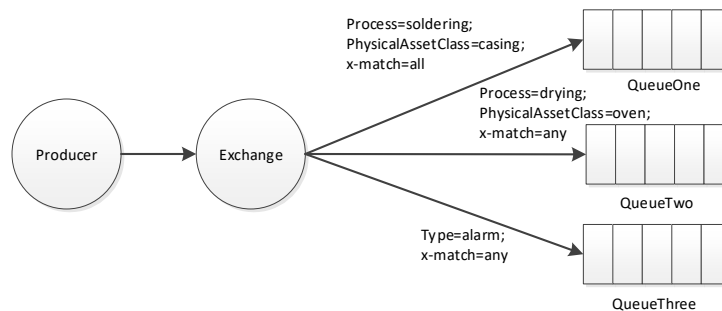 Process=soldering;
PhysicalAssetClass=casing;
x-match=all
QueueOne
Process=drying;
PhysicalAssetClass=oven;
x-match=any
Producer
Exchange
QueueTwo
Type=alarm;
x-match=any
QueueThree